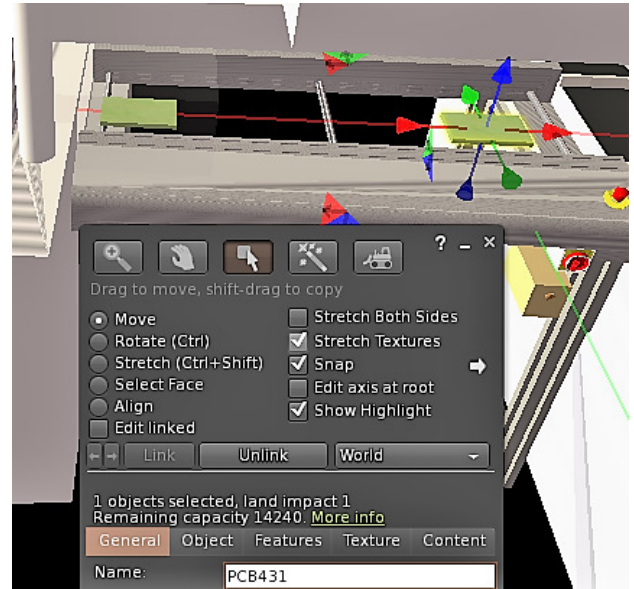 ? _ ×
Drag to move, shift-drag to copy
Move
Rotate (Ctrl)
Stretch (Ctrl+Shift)
Select Face
Align
Edit linked
Stretch Both Sides
Stretch Textures
Snap
Edit axis at root
Show Highlight
Link Unlink World
1 objects selected, land impact 1
Remaining capacity 14240. More info
General Object Features Texture Content
Name: PCB431